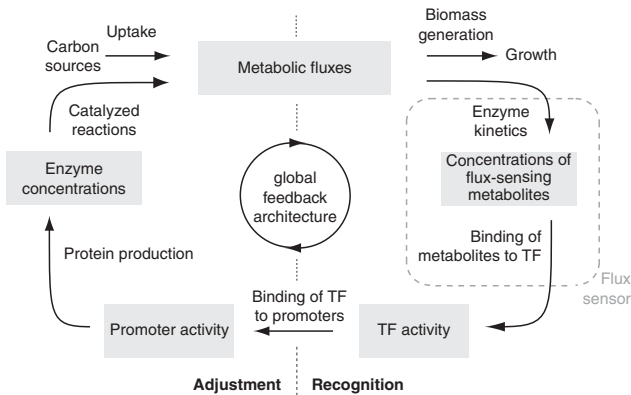 Uptake
Carbon
sources
Metabolic fluxes
Biomass
generation
Growth
Catalyzed
reactions
Enzyme
kinetics
Enzyme
concentrations
global
feedback
architecture
Concentrations of
flux-sensing
metabolites
Protein production
Binding of
metabolites to TF
Flux
sensor
Promoter activity
Binding of TF
to promoters
TF activity
Adjustment
Recognition